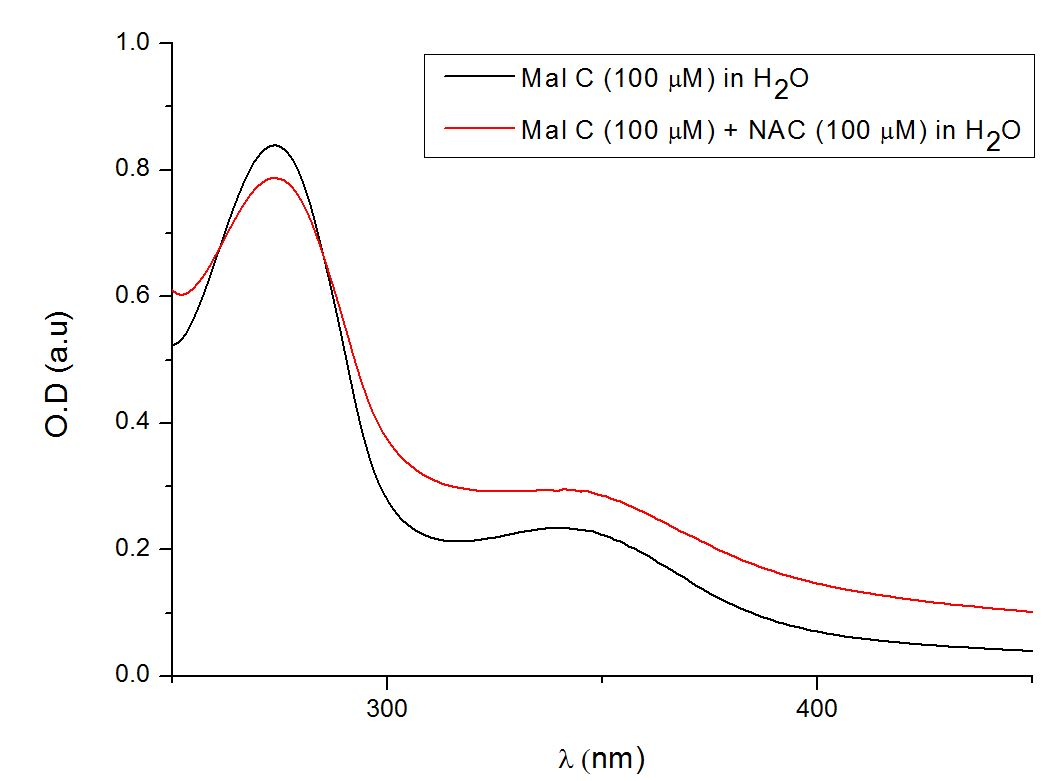 1.0
Mal C (100 μM) in H2O
Mal C (100 μM) + NAC (100 μM) in H2O
0.8
0.6
O.D (a.u)
0.4
0.2
0.0
300 400
λ (nm)